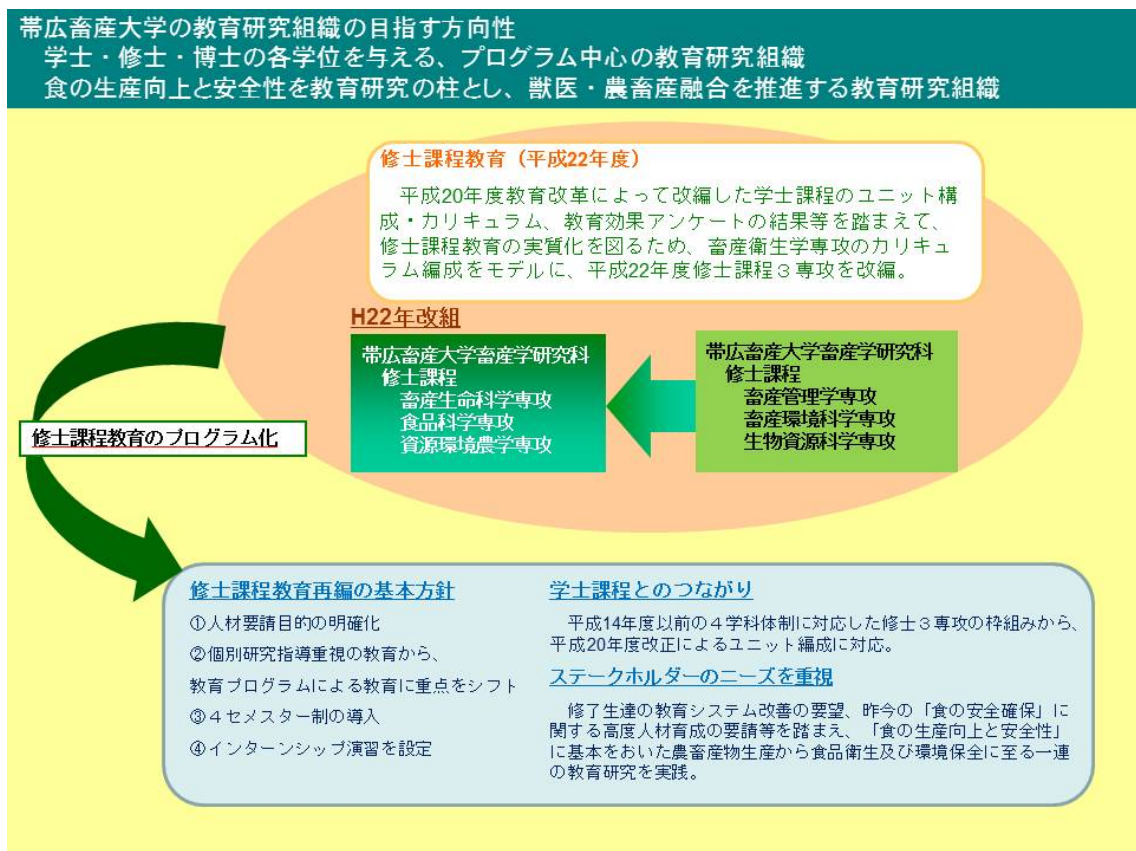 帯広畜産大学の教育研究組織の目指す方向性
学士・修士・博士の各学位を与える、プログラム中心の教育研究組織
食の生産向上と安全性を教育研究の柱とし、獣医・農畜産融合を推進する教育研究組織
修士課程教育（平成22年度）
平成20年度教育改革によって改編した学士課程のユニット構
成・カリキュラム、教育効果アンケートの結果等を踏まえて、
修士課程教育の実質化を図るため、畜産衛生学専攻のカリキュ
ラム編成をモデルに、平成22年度修士課程３専攻を改編。
H22年改組
帯広畜産大学畜産学研究科
修士課程
畜産生命科学専攻
食品科学専攻
資源環境農学専攻
帯広畜産大学畜産学研究科
修士課程
畜産管理学専攻
畜産環境科学専攻
生物資源科学専攻
修士課程教育のプログラム化
修士課程教育再編の基本方針
①人材要請目的の明確化
②個別研究指導重視の教育から、
教育プログラムによる教育に重点をシフト
③４セメスター制の導入
④インターンシップ演習を設定
学士課程とのつながり
平成14年度以前の４学科体制に対応した修士３専攻の枠組みから、
平成20年度改正によるユニット編成に対応。
ステークホルダーのニーズを重視
修了生達の教育システム改善の要望、昨今の「食の安全確保」に
関する高度人材育成の要請等を踏まえ、「食の生産向上と安全性」
に基本をおいた農畜産物生産から食品衛生及び環境保全に至る一連
の教育研究を実践。